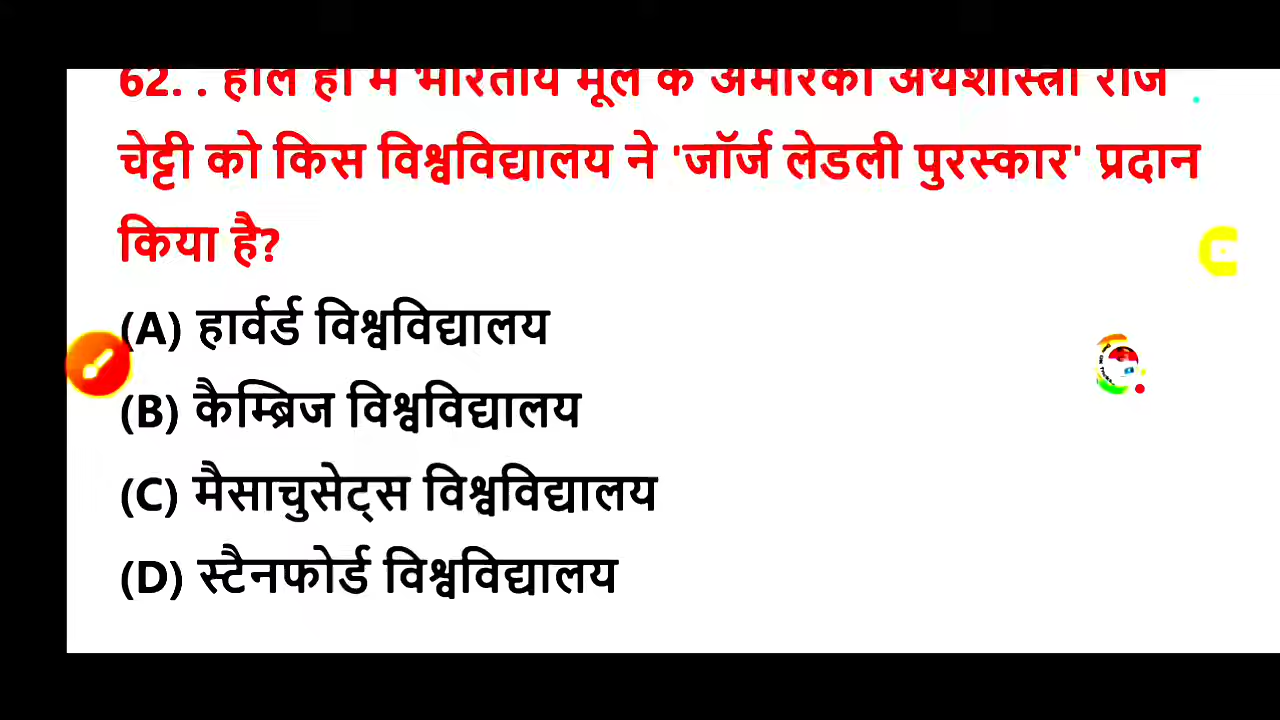 62. . हाल ही में भारतीय मूल के अमेरिकी अर्थशास्त्री राज
चेट्टी को किस विश्वविद्यालय ने 'जॉर्ज लेडली पुरस्कार' प्रदान
किया है?
(A) हार्वर्ड विश्वविद्यालय
(B) कैम्ब्रिज विश्वविद्यालय
(C) मैसाचुसेट्स विश्वविद्यालय
(D) स्टैनफोर्ड विश्वविद्यालय